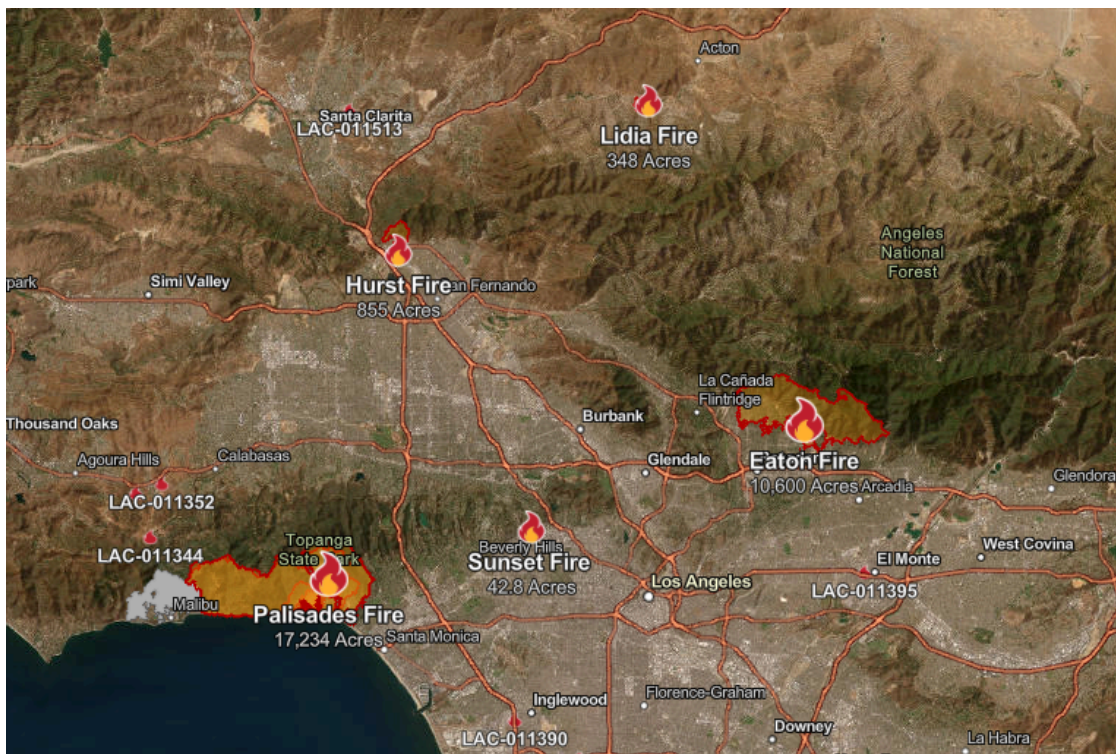 Acton
Santa Clarita
LAC-011513
Lidia Fire
348 Acres
Angeles
National
Forest
park
Simi Valley
Hurst Fire
an Fernando
855 Acres
La Cañada
Flintridge
Burbank
Thousand Oaks
Agoura Hills
Calabasas
Glendale
Eaton Fire
10,600 Acres
Arcadia
Glendora
LAC-011352
LAC-011344
Topanga
State Park
Beverly Hills
Sunset Fire
42.8 Acres
West Covina
El Monte
LAC-011395
Los Angeles
Malibu
Palisades Fire
17,234 Acres
Santa Monica
Inglewood
Florence-Graham
LAC-011390
Downey
La Habra